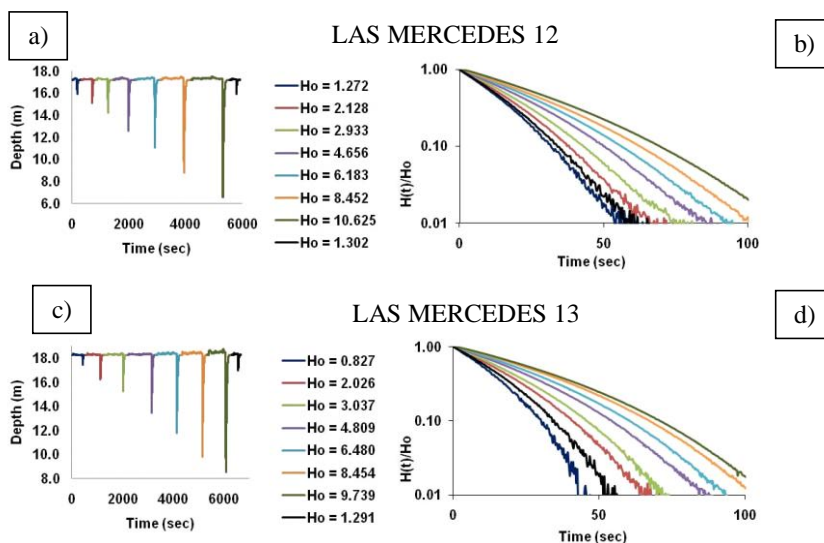 a)
LAS MERCEDES 12
b)
Depth (m)
18.0
16.0
14.0
12.0
10.0
8.0
6.0
0 2000 4000 6000
Time (sec)
Ho = 1.272
Ho = 2.128
Ho = 2.933
Ho = 4.656
Ho = 6.183
Ho = 8.452
Ho = 10.625
Ho = 1.302
H(t)/Ho
1.00
0.10
0.01
0 50 100
Time (sec)
c)
LAS MERCEDES 13
d)
Depth (m)
18.0
16.0
14.0
12.0
10.0
8.0
0 2000 4000 6000
Time (sec)
Ho = 0.827
Ho = 2.026
Ho = 3.037
Ho = 4.809
Ho = 6.480
Ho = 8.454
Ho = 9.739
Ho = 1.291
H(t)/Ho
1.00
0.10
0.01
0 50 100
Time (sec)